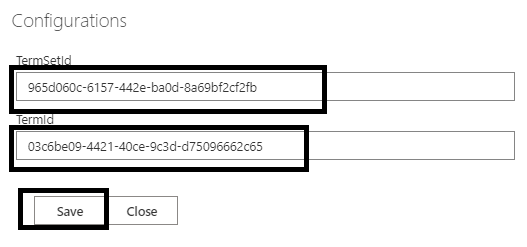 Configurations
TermSetId
965d060c-6157-442e-ba0d-8a69bf2cf2fb
TermId
03c6be09-4421-40ce-9c3d-d75096662c65
Save Close